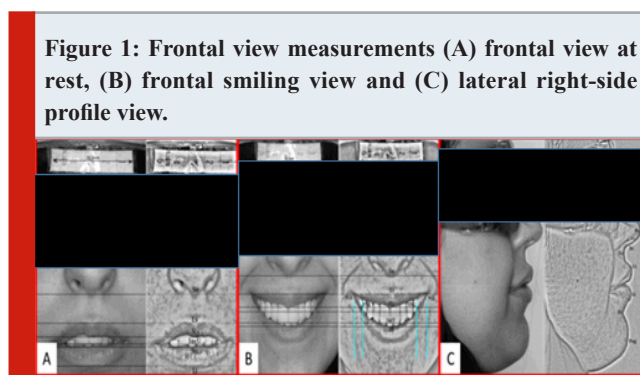 Figure 1: Frontal view measurements (A) frontal view at
rest, (B) frontal smiling view and (C) lateral right-side
profile view.
A
B
C